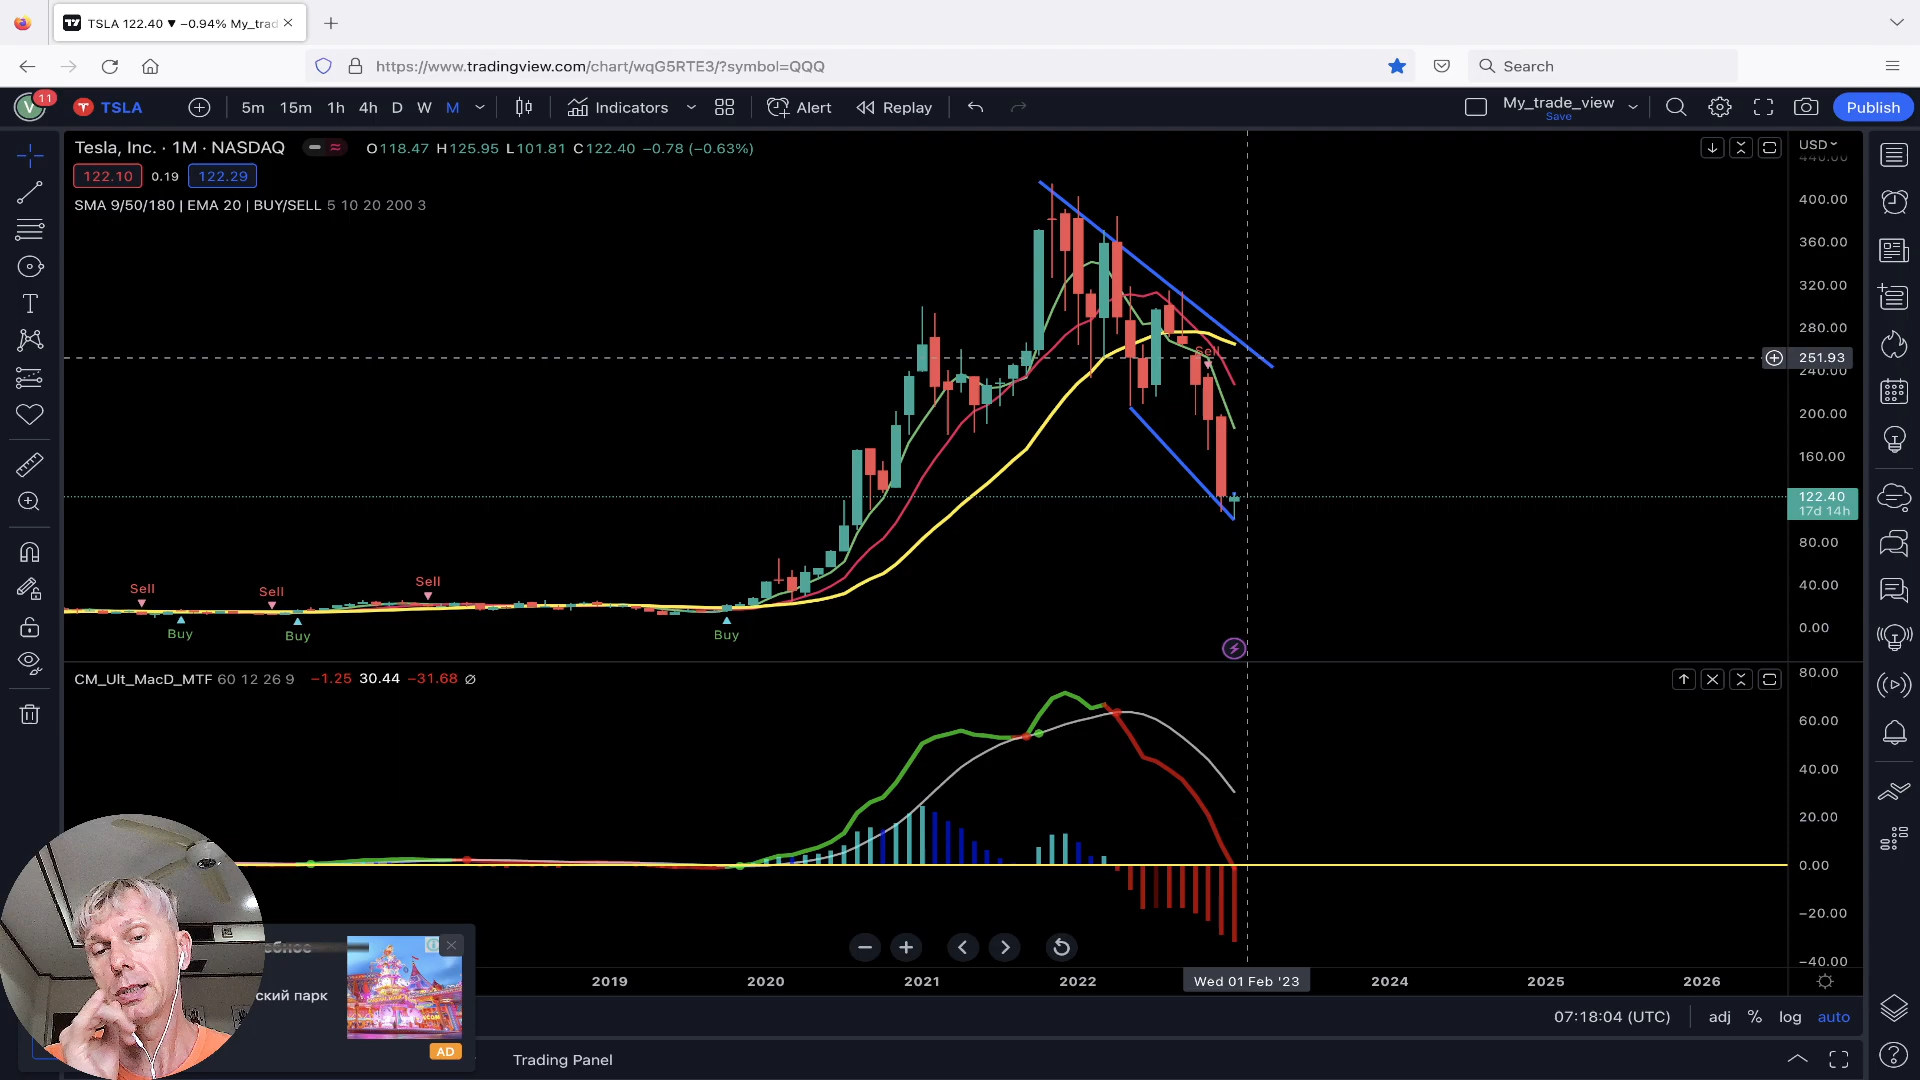 TSLA 122.40 ▼ −0.94% My_trad
https://www.tradingview.com/chart/wqG5RTE3/?symbol=QQQ
Search
V 11 TSLA 5m 15m 1h 4h D W M Indicators Alert Replay My_trade_view Save Publish
Tesla, Inc. · 1M · NASDAQ O118.47 H125.95 L101.81 C122.40 −0.78 (−0.63%)
USD
440.00
122.10 0.19 122.29
SMA 9/50/180 | EMA 20 | BUY/SELL 5 10 20 200 3
400.00
360.00
320.00
280.00
Sell
251.93
240.00
200.00
160.00
122.40
17d 14h
80.00
Sell Sell Sell
40.00
Buy Buy Buy
0.00
CM_Ult_MacD_MTF 60 12 26 9 −1.25 30.44 −31.68 ∅
80.00
60.00
40.00
20.00
0.00
−20.00
−40.00
2019 2020 2021 2022 Wed 01 Feb '23 2024 2025 2026
ский парк
AD
07:18:04 (UTC) adj % log auto
Trading Panel